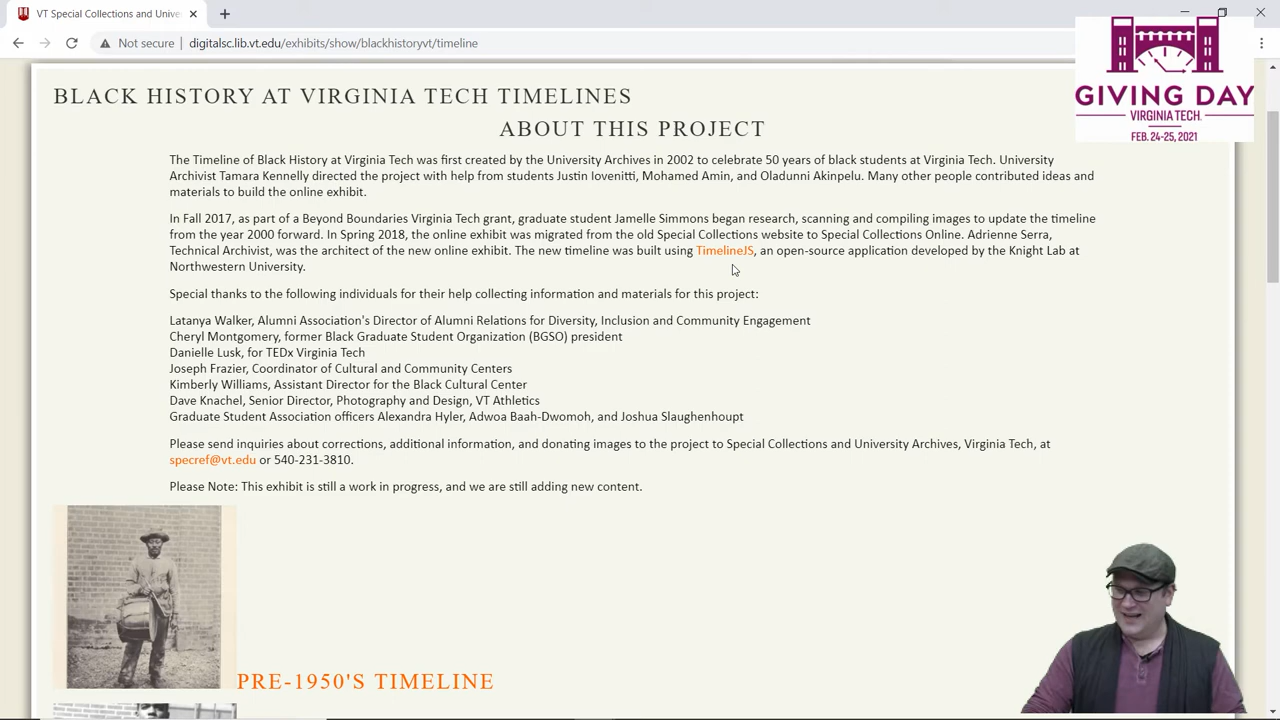 VT Special Collections and Unive
Not secure
digitalsc.lib.vt.edu/exhibits/show/blackhistoryvt/timeline
GIVING DAY
VIRGINIA TECH.
FEB. 24-25, 2021
BLACK HISTORY AT VIRGINIA TECH TIMELINES
ABOUT THIS PROJECT
The Timeline of Black History at Virginia Tech was first created by the University Archives in 2002 to celebrate 50 years of black students at Virginia Tech. University
Archivist Tamara Kennelly directed the project with help from students Justin Iovenitti, Mohamed Amin, and Oladunni Akinpelu. Many other people contributed ideas and
materials to build the online exhibit.
In Fall 2017, as part of a Beyond Boundaries Virginia Tech grant, graduate student Jamelle Simmons began research, scanning and compiling images to update the timeline
from the year 2000 forward. In Spring 2018, the online exhibit was migrated from the old Special Collections website to Special Collections Online. Adrienne Serra,
Technical Archivist, was the architect of the new online exhibit. The new timeline was built using TimelineJS, an open-source application developed by the Knight Lab at
Northwestern University.
Special thanks to the following individuals for their help collecting information and materials for this project:
Latanya Walker, Alumni Association's Director of Alumni Relations for Diversity, Inclusion and Community Engagement
Cheryl Montgomery, former Black Graduate Student Organization (BGSO) president
Danielle Lusk, for TEDx Virginia Tech
Joseph Frazier, Coordinator of Cultural and Community Centers
Kimberly Williams, Assistant Director for the Black Cultural Center
Dave Knachel, Senior Director, Photography and Design, VT Athletics
Graduate Student Association officers Alexandra Hyler, Adwoa Baah-Dwomoh, and Joshua Slaughenhoupt
Please send inquiries about corrections, additional information, and donating images to the project to Special Collections and University Archives, Virginia Tech, at
specref@vt.edu or 540-231-3810.
Please Note: This exhibit is still a work in progress, and we are still adding new content.
PRE-1950'S TIMELINE